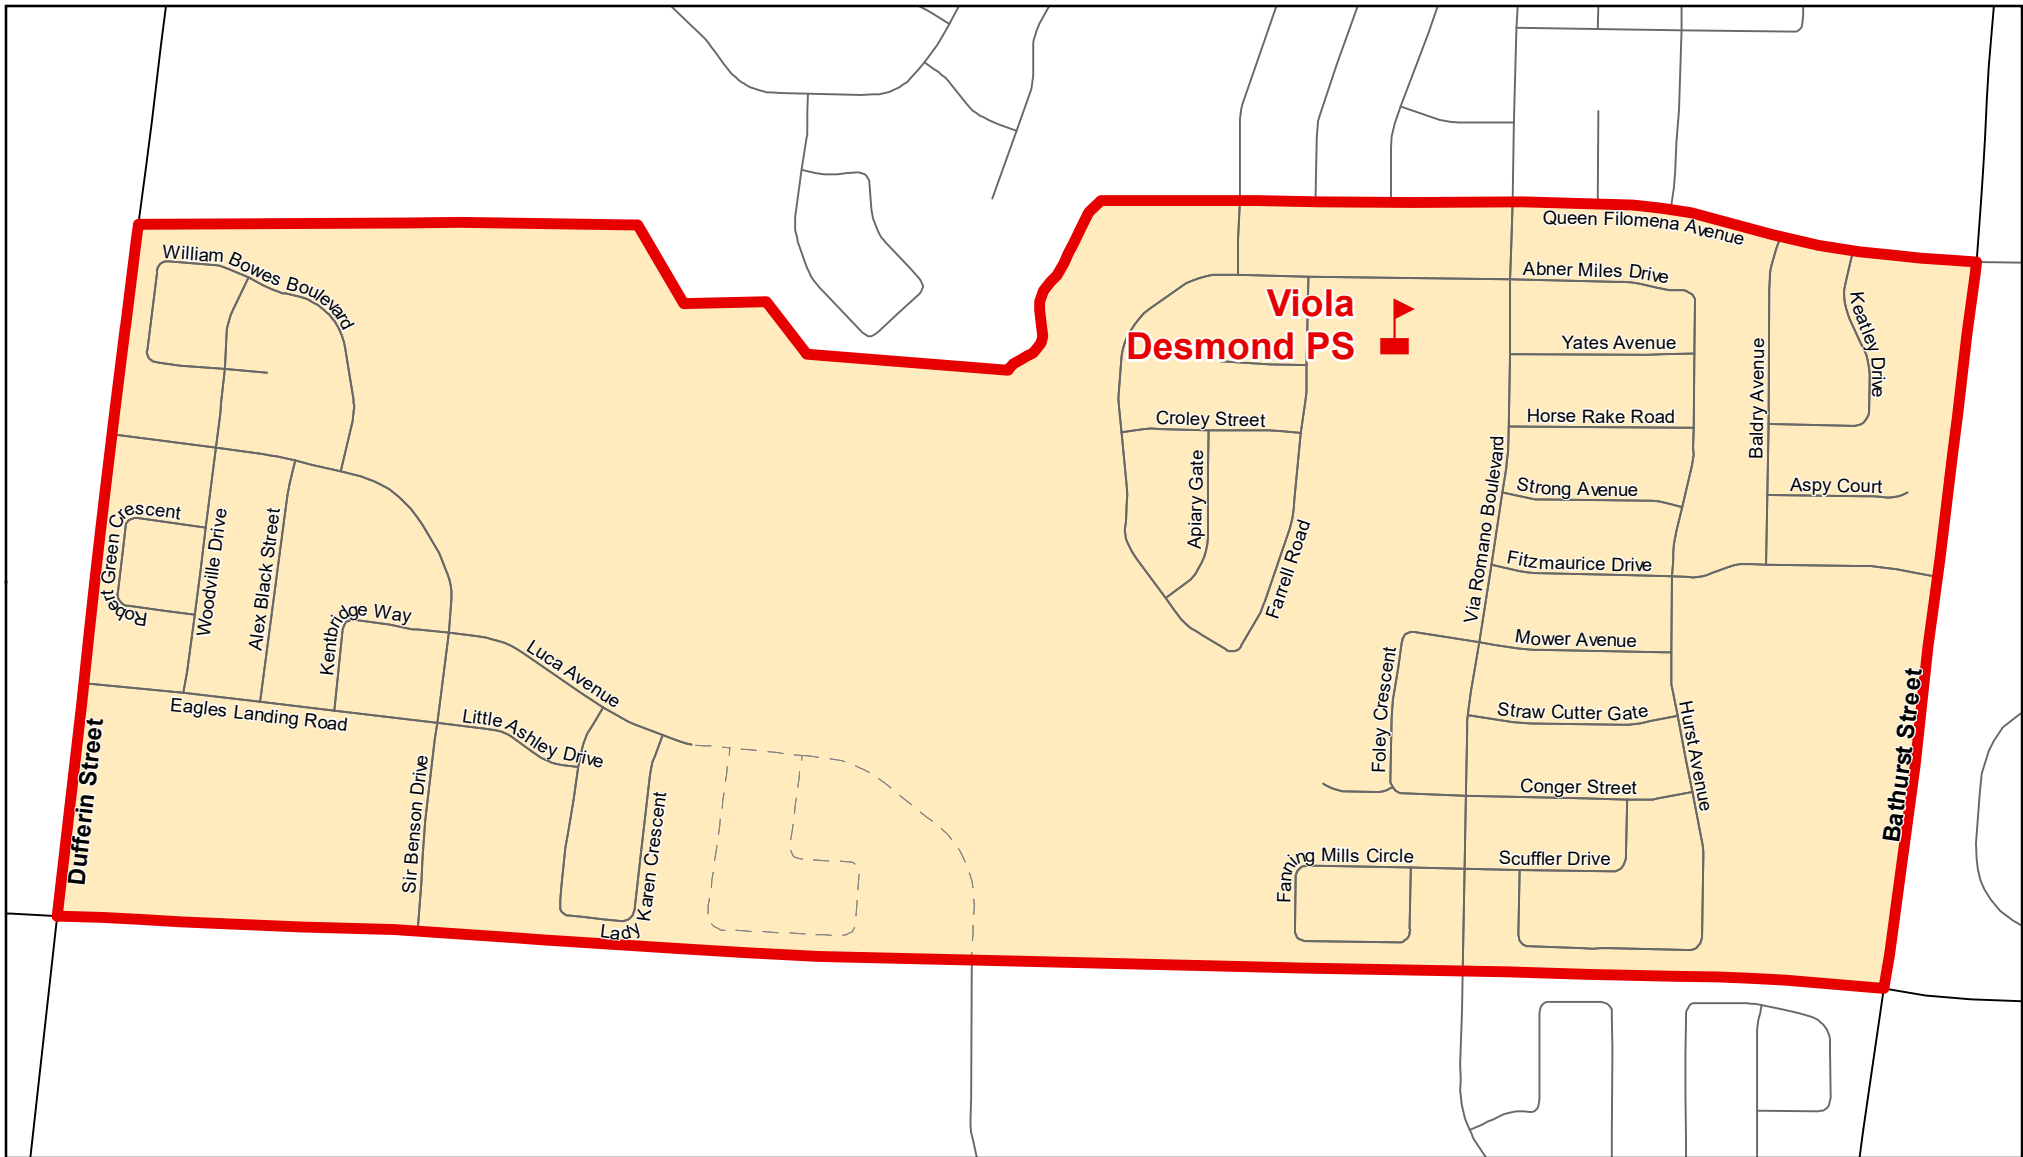 Queen Filomena Avenue
William Bowes Boulevard
Abner Miles Drive
Viola
Desmond PS
Keatley Drive
Yates Avenue
Baldry Avenue
Croley Street
Horse Rake Road
Via Romano Boulevard
Apiary Gate
Strong Avenue
Aspy Court
Robert Green Crescent
Woodville Drive
Alex Black Street
Farrell Road
Fitzmaurice Drive
Kentbridge Way
Luca Avenue
Mower Avenue
Foley Crescent
Eagles Landing Road
Little Ashley Drive
Straw Cutter Gate
Hurst Avenue
Dufferin Street
Bathurst Street
Sir Benson Drive
Lady Karen Crescent
Conger Street
Fanning Mills Circle
Scuffler Drive